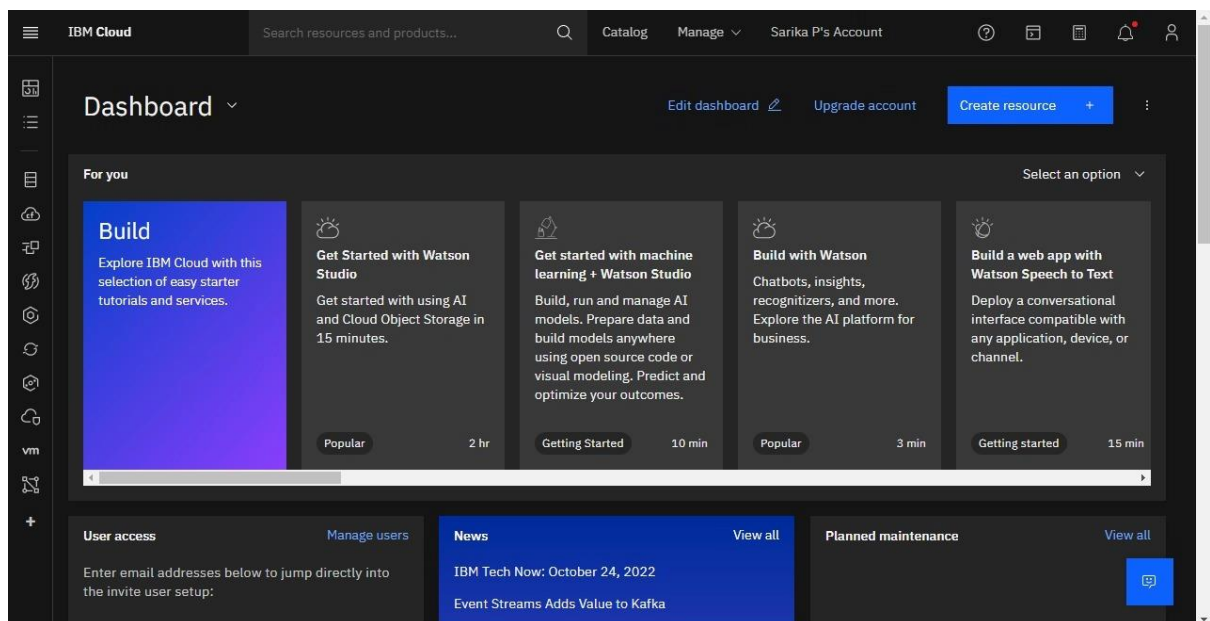 IBM Cloud
Search resources and products...
Catalog
Manage
Sarika P's Account
Dashboard
Edit dashboard
Upgrade account
Create resource +
For you
Select an option
Build
Explore IBM Cloud with this
selection of easy starter
tutorials and services.
Get Started with Watson
Studio
Get started with using AI
and Cloud Object Storage in
15 minutes.
Popular
2 hr
Get started with machine
learning + Watson Studio
Build, run and manage AI
models. Prepare data and
build models anywhere
using open source code or
visual modeling. Predict and
optimize your outcomes.
Getting Started
10 min
Build with Watson
Chatbots, insights,
recognitizers, and more.
Explore the AI platform for
business.
Popular
3 min
Build a web app with
Watson Speech to Text
Deploy a conversational
interface compatible with
any application, device, or
channel.
Getting started
15 min
vm
User access
Manage users
Enter email addresses below to jump directly into
the invite user setup:
News
View all
IBM Tech Now: October 24, 2022
Event Streams Adds Value to Kafka
Planned maintenance
View all